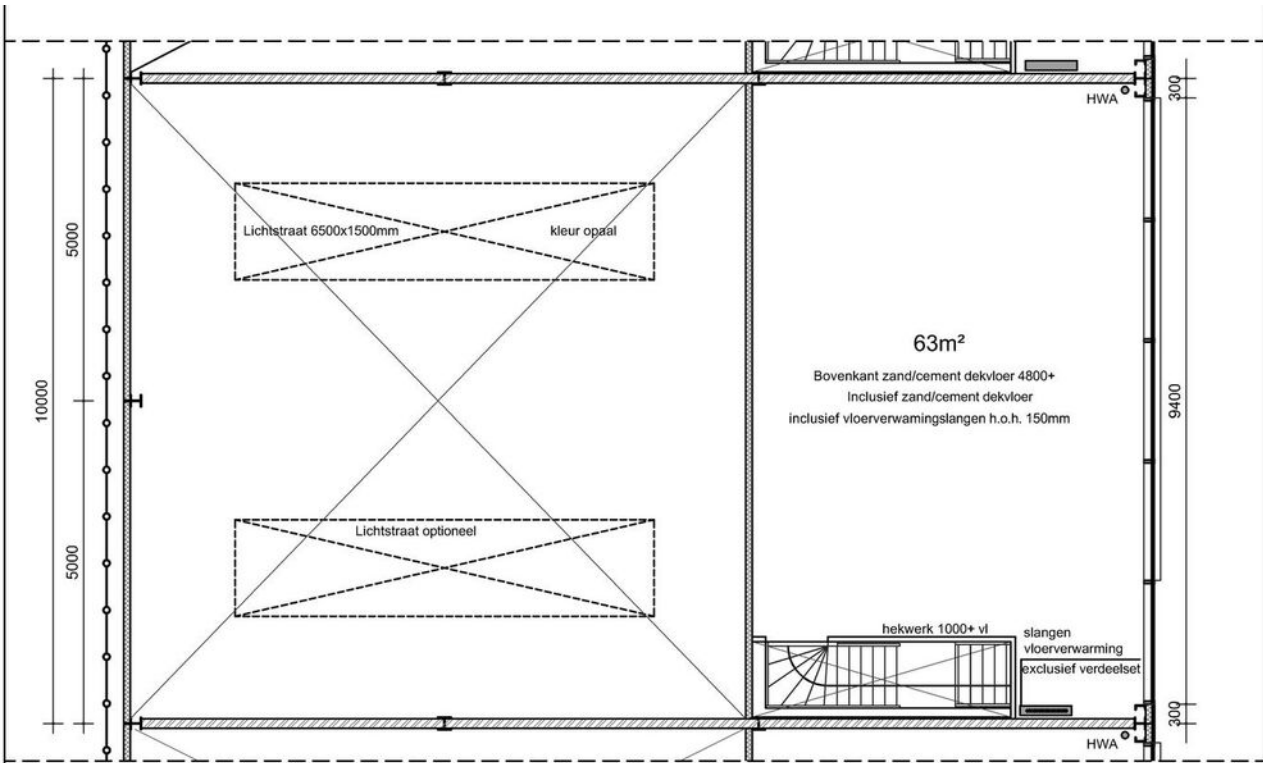 HWA
300
Lichtstraat 6500x1500mm
kleur opaal
5000
63m²
Bovenkant zand/cement dekvloer 4800+
Inclusief zand/cement dekvloer
inclusief vloerverwamingslangen h.o.h. 150mm
10000
9400
Lichtstraat optioneel
5000
hekwerk 1000+ vl
slangen
vloerverwarming
exclusief verdeelset
300
HWA